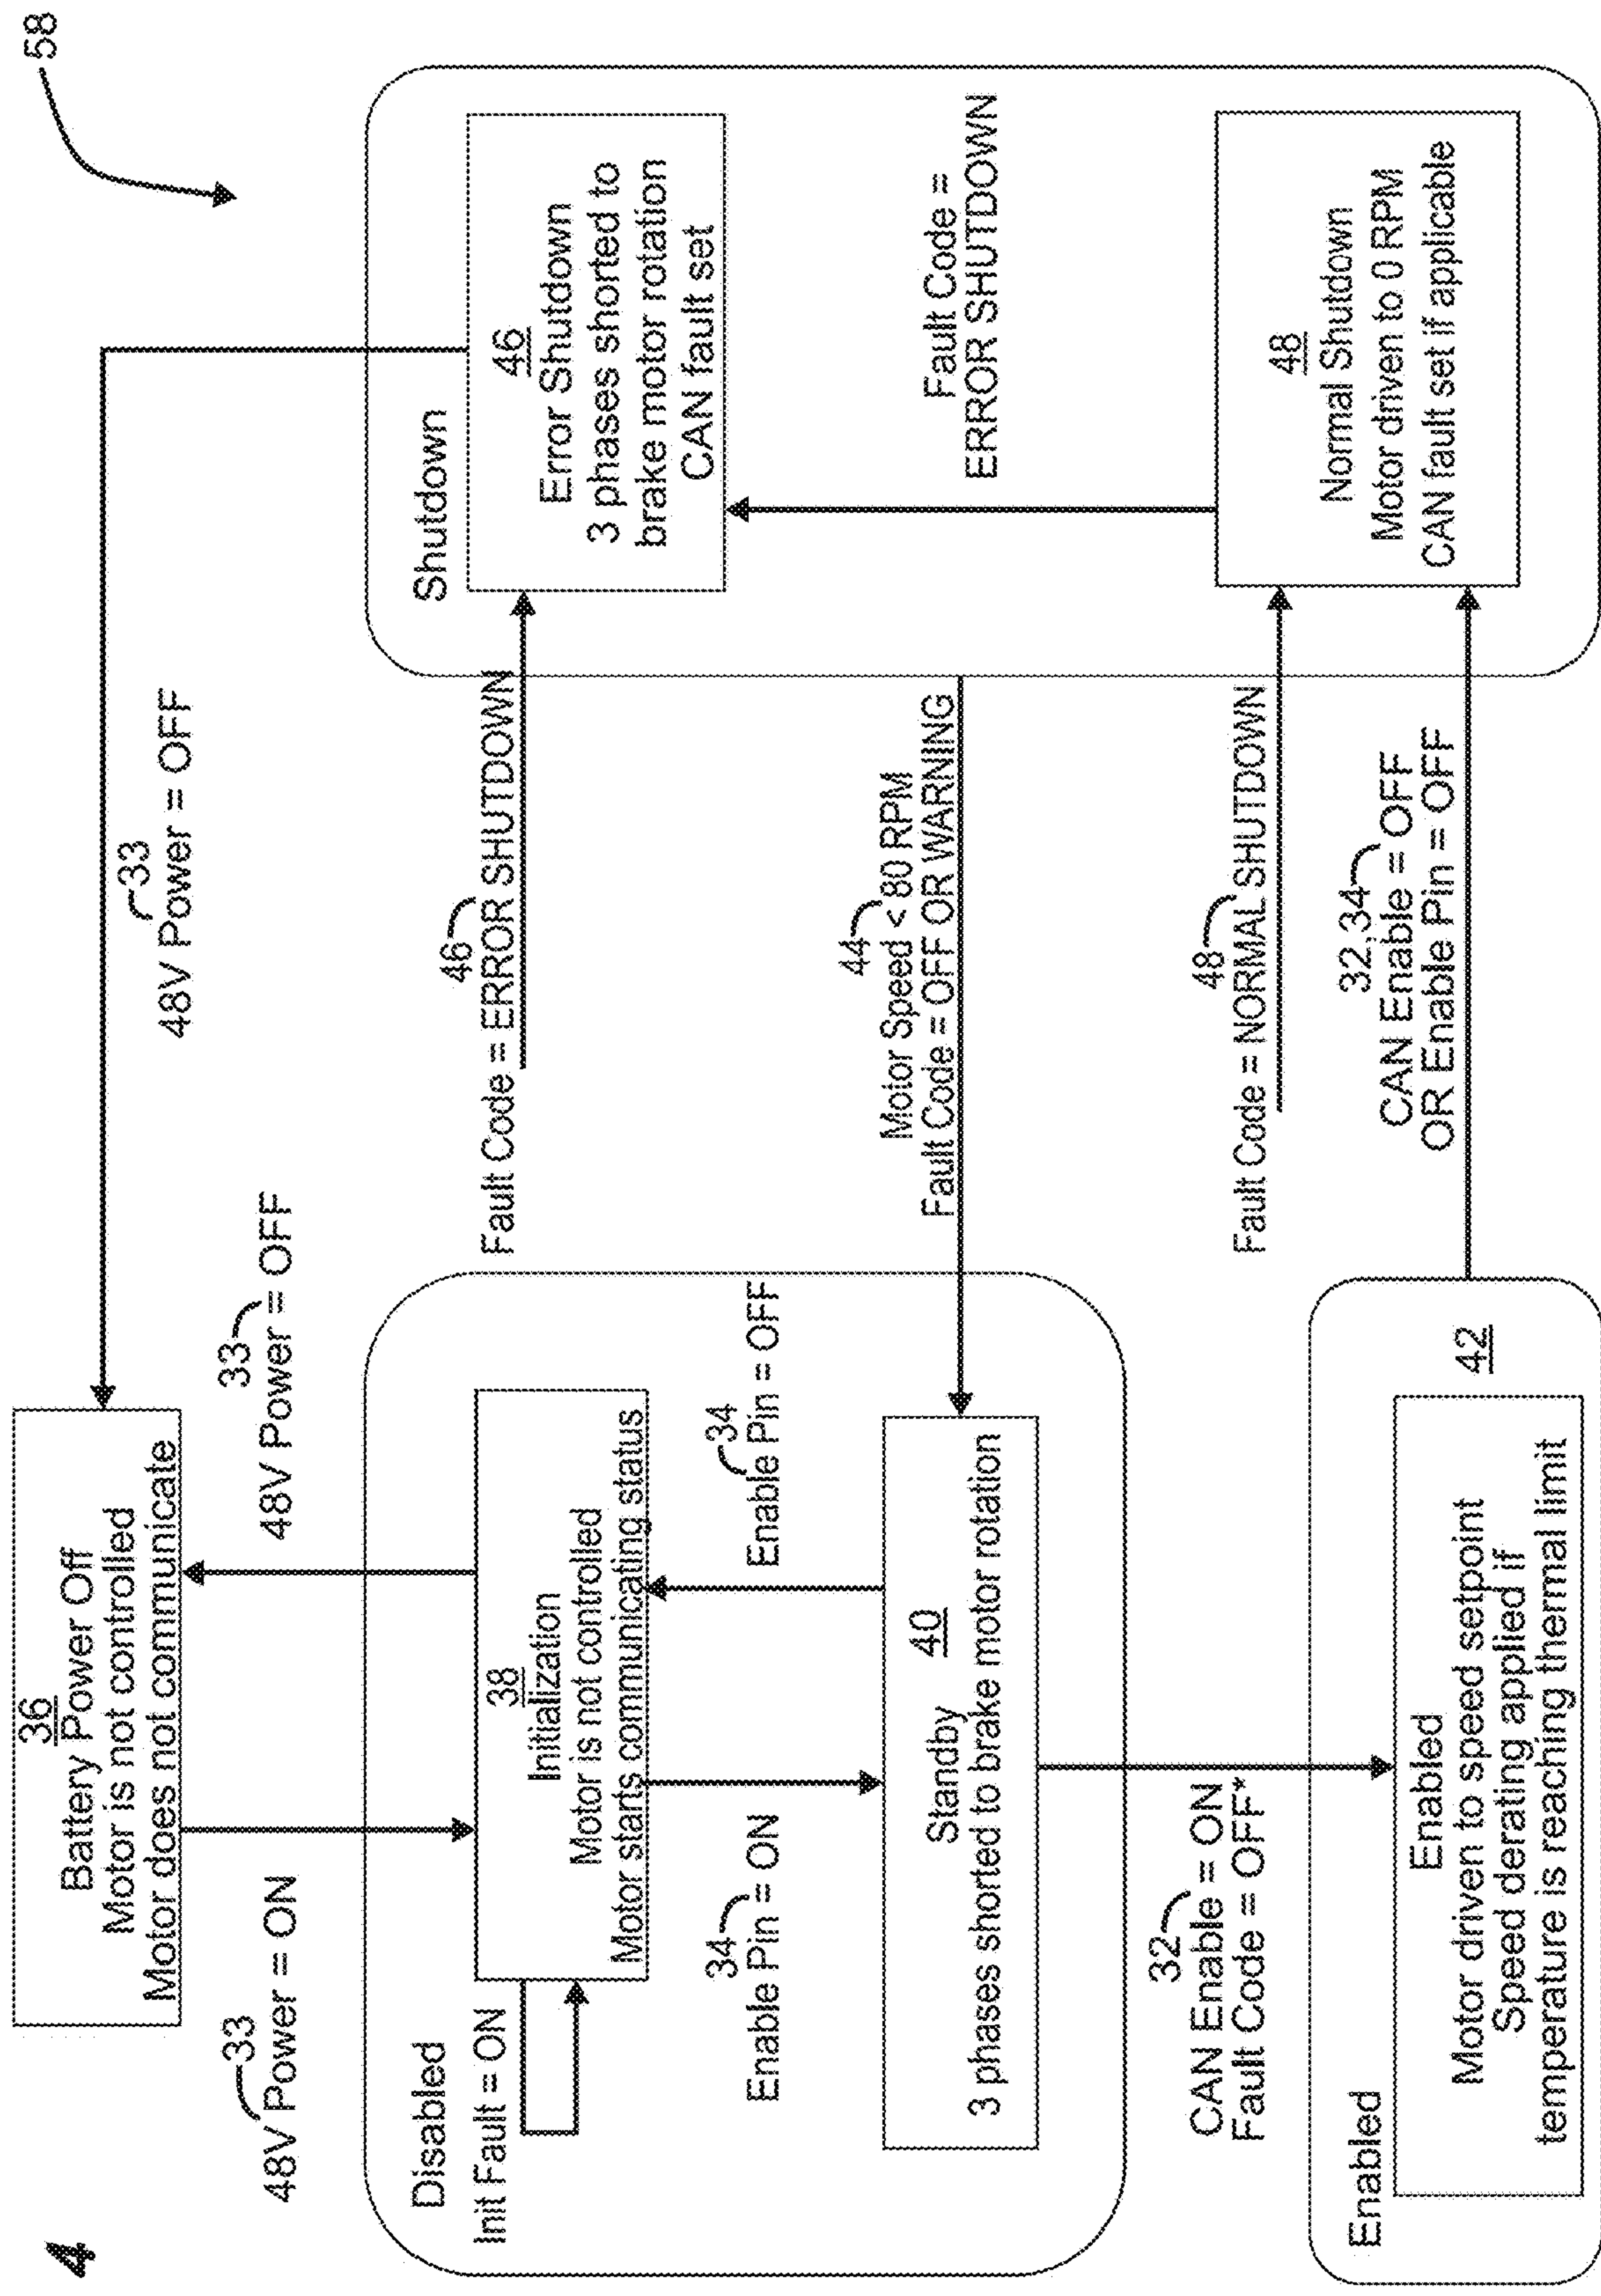 4
58
36
Battery Power Off
Motor is not controlled
Motor does not communicate
33
48V Power = ON
33
48V Power = OFF
33
48V Power = OFF
Disabled
Init Fault = ON
38
Initialization
Motor is not controlled
Motor starts communicating status
34
Enable Pin = ON
34
Enable Pin = OFF
Standby 40
3 phases shorted to brake motor rotation
32
CAN Enable = ON
Fault Code = OFF*
Enabled
42
Enabled
Motor driven to speed setpoint
Speed derating applied if
temperature is reaching thermal limit
46
Fault Code = ERROR SHUTDOWN
44
Motor Speed < 80 RPM
Fault Code = OFF OR WARNING
48
Fault Code = NORMAL SHUTDOWN
32,34
CAN Enable = OFF
OR Enable Pin = OFF
Shutdown
46
Error Shutdown
3 phases shorted to
brake motor rotation
CAN fault set
Fault Code =
ERROR SHUTDOWN
48
Normal Shutdown
Motor driven to 0 RPM
CAN fault set if applicable